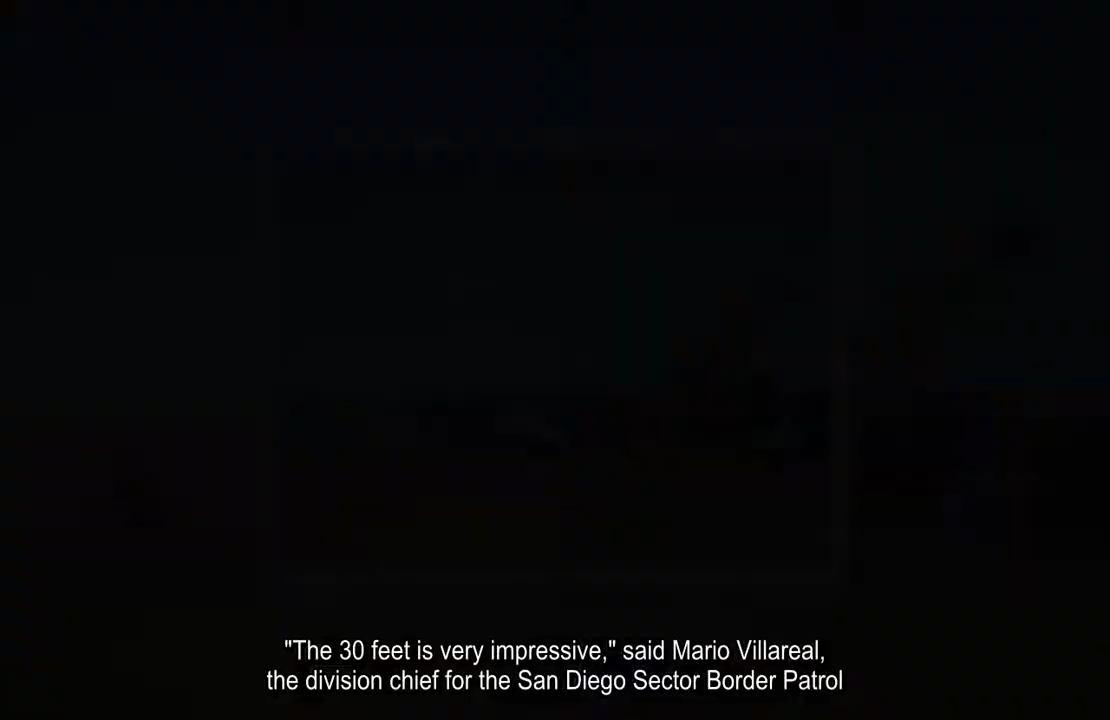 "The 30 feet is very impressive," said Mario Villareal,
the division chief for the San Diego Sector Border Patrol